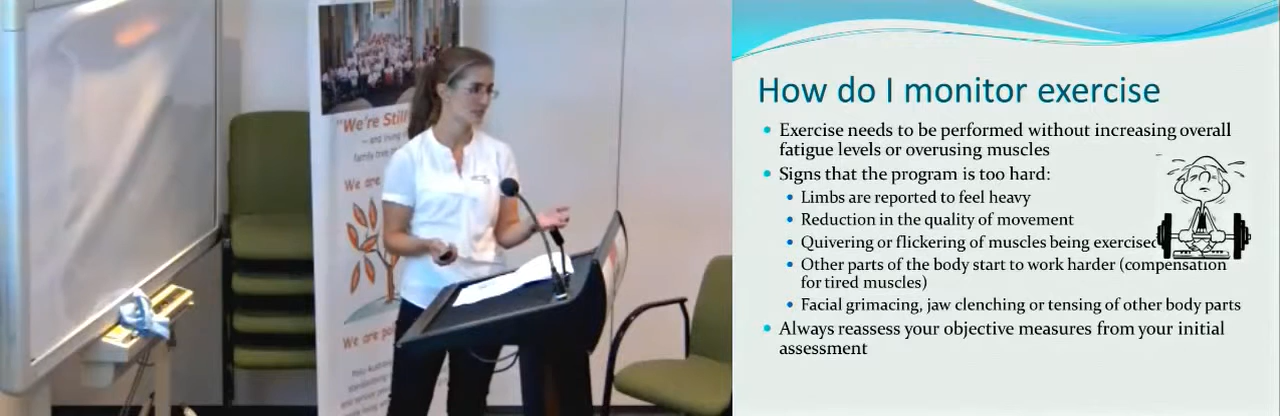 "We're Still
family tree
We are
We are
How do I monitor exercise
Exercise needs to be performed without increasing overall
fatigue levels or overusing muscles
Signs that the program is too hard:
Limbs are reported to feel heavy
Reduction in the quality of movement
Quivering or flickering of muscles being exercised
Other parts of the body start to work harder (compensation
for tired muscles)
Facial grimacing, jaw clenching or tensing of other body parts
Always reassess your objective measures from your initial
assessment